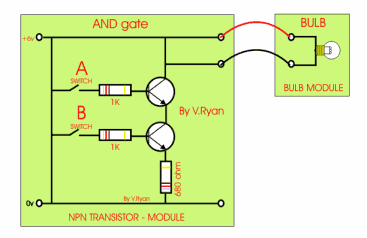 AND gate
BULB
+6v
A
SWITCH
1K
By V.Ryan
BULB MODULE
B
SWITCH
1K
680 ohm
By V.Ryan
0v
NPN TRANSISTOR - MODULE